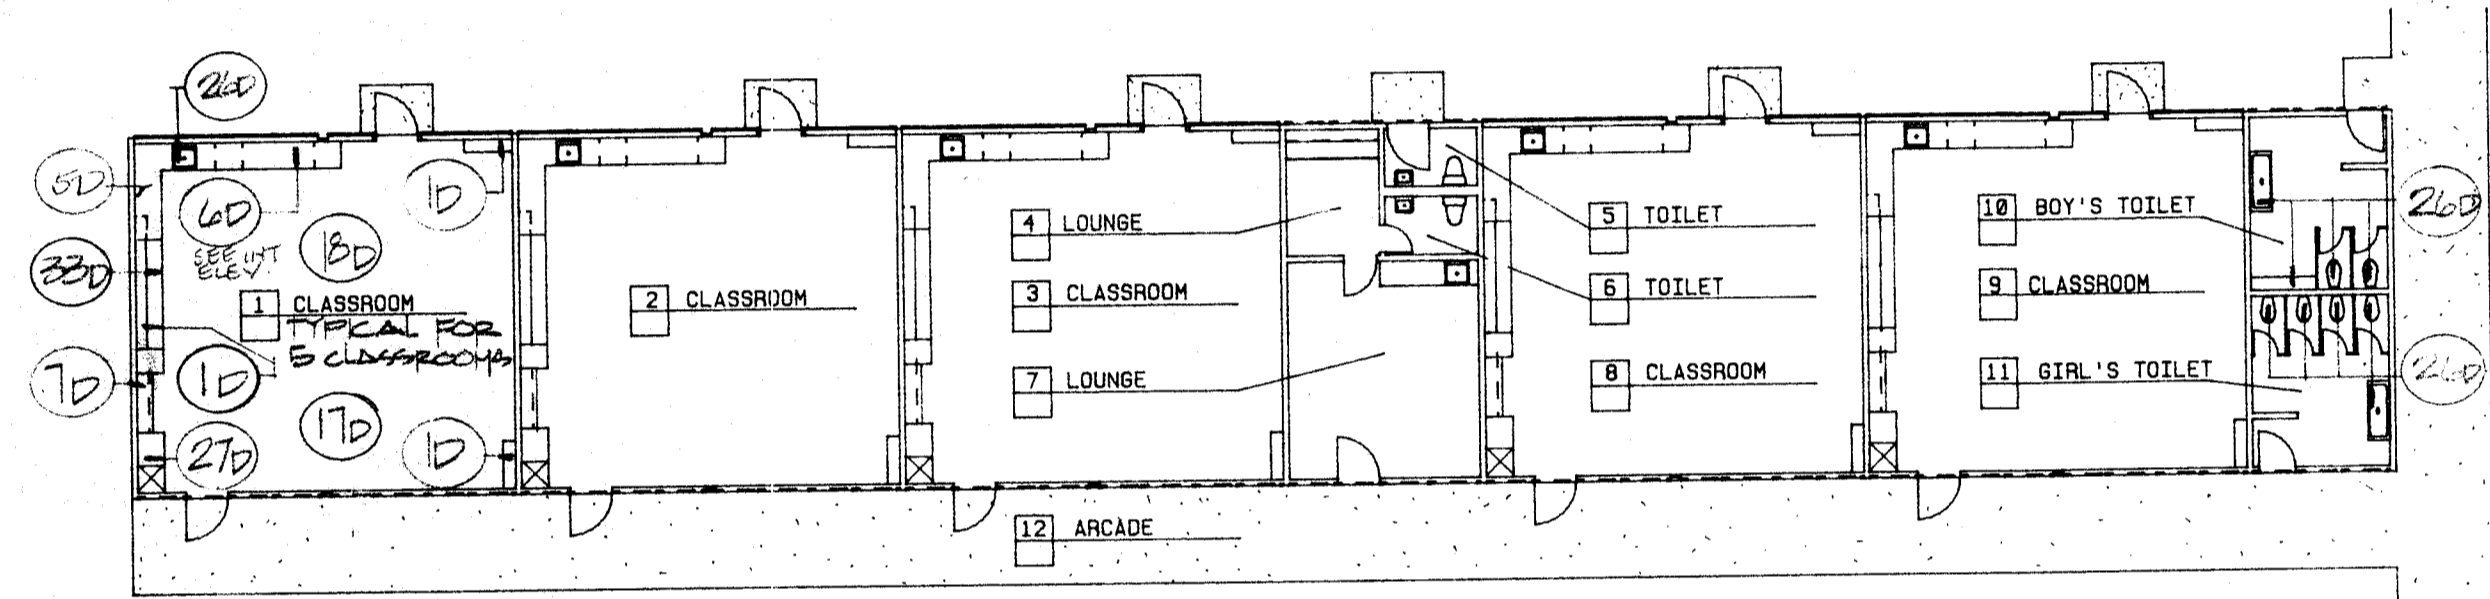 26D
5D
6D
1D
SEE INT
ELEV.
18D
33D
1 CLASSROOM
TYPICAL FOR
5 CLASSROOMS
7D
1D
17D
27D
1D
2 CLASSROOM
4 LOUNGE
3 CLASSROOM
7 LOUNGE
5 TOILET
6 TOILET
8 CLASSROOM
10 BOY'S TOILET
9 CLASSROOM
11 GIRL'S TOILET
26D
26D
12 ARCADE